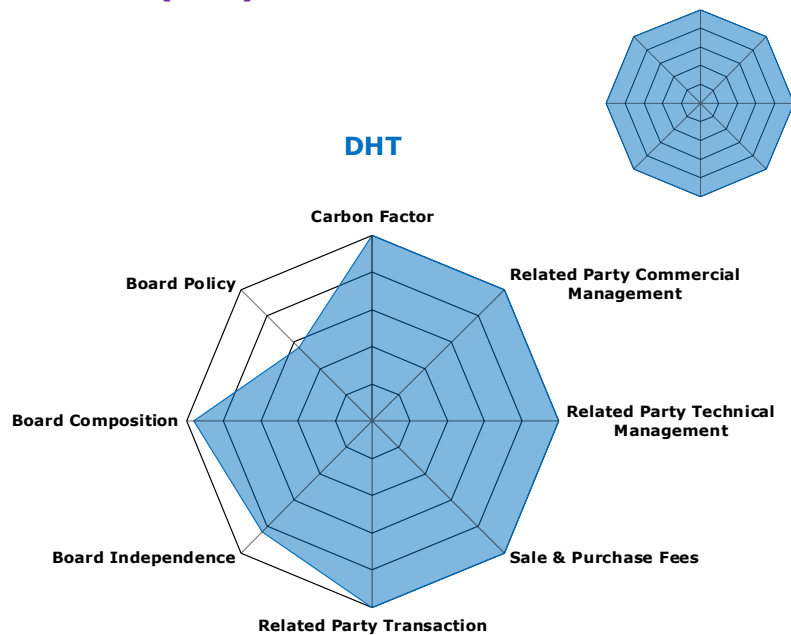 DHT
Carbon Factor
Board Policy
Related Party Commercial
Management
Board Composition
Related Party Technical
Management
Board Independence
Sale & Purchase Fees
Related Party Transaction